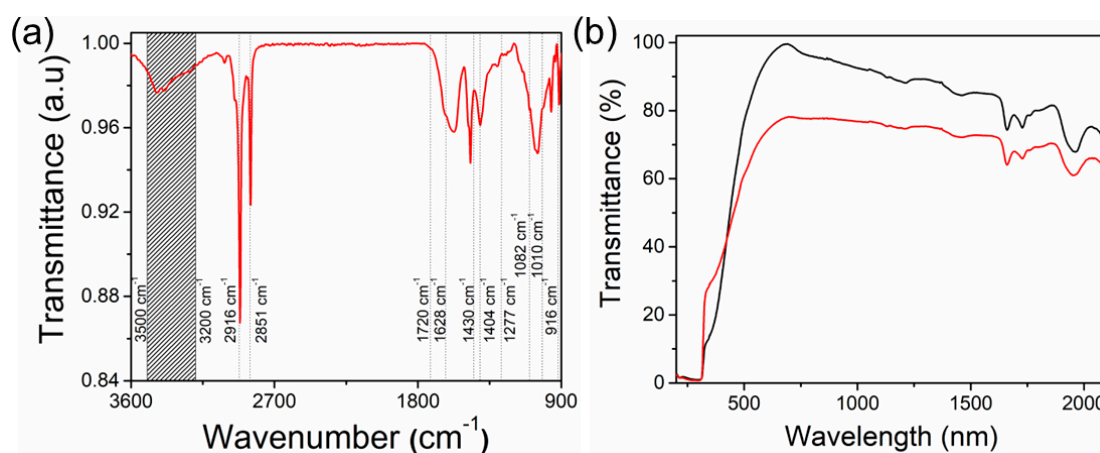 (a)
Transmittance (a.u)
1.00
0.96
0.92
0.88
0.84
3500 cm-1
3200 cm-1
2916 cm-1
2851 cm-1
1720 cm-1
1628 cm-1
1430 cm-1
1404 cm-1
1277 cm-1
1082 cm-1
1010 cm-1
916 cm-1
3600 2700 1800 900
Wavenumber (cm-1)
(b)
Transmittance (%)
100
80
60
40
20
0
500 1000 1500 2000
Wavelength (nm)